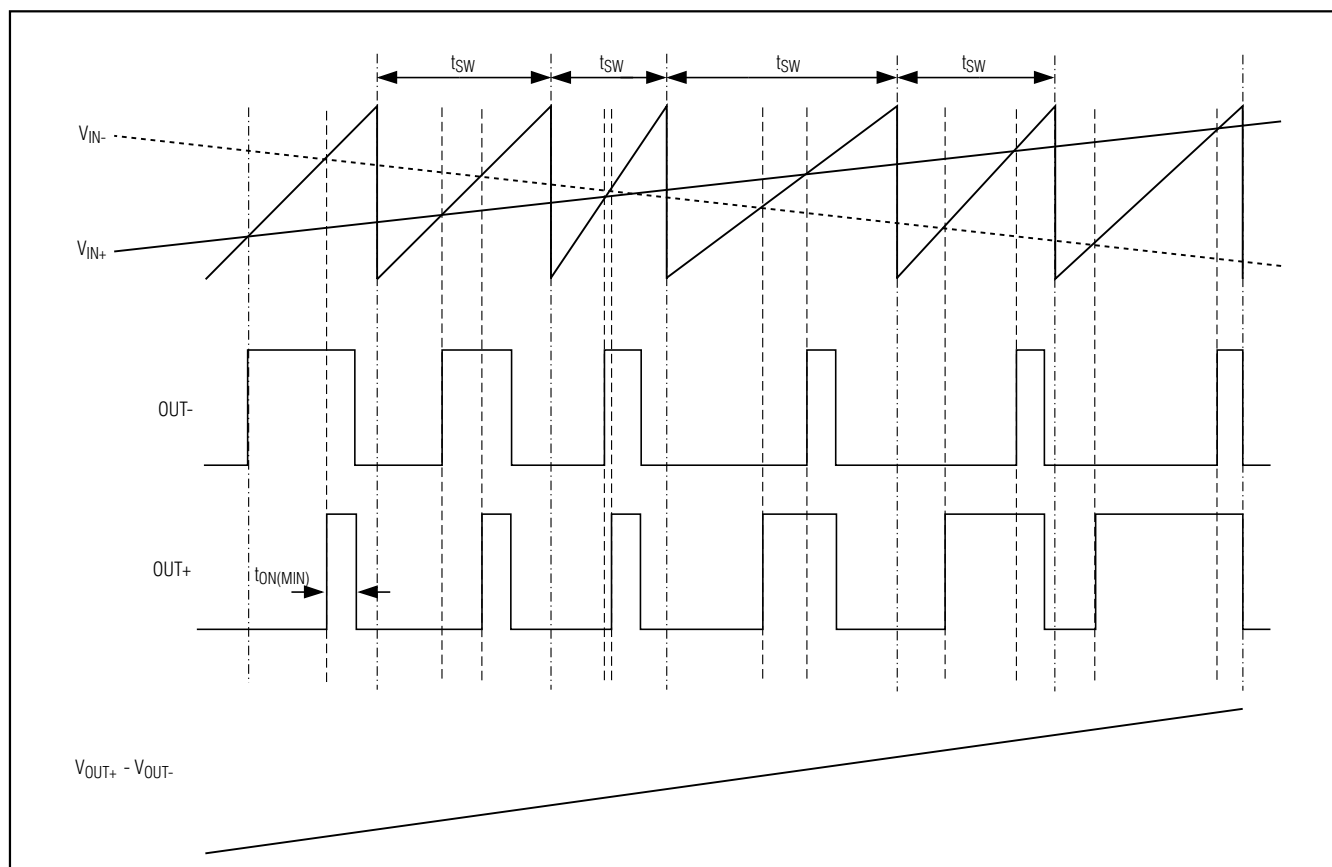 tSW tSW tSW tSW
VIN-
VIN+
OUT-
OUT+
tON(MIN)
VOUT+ - VOUT-